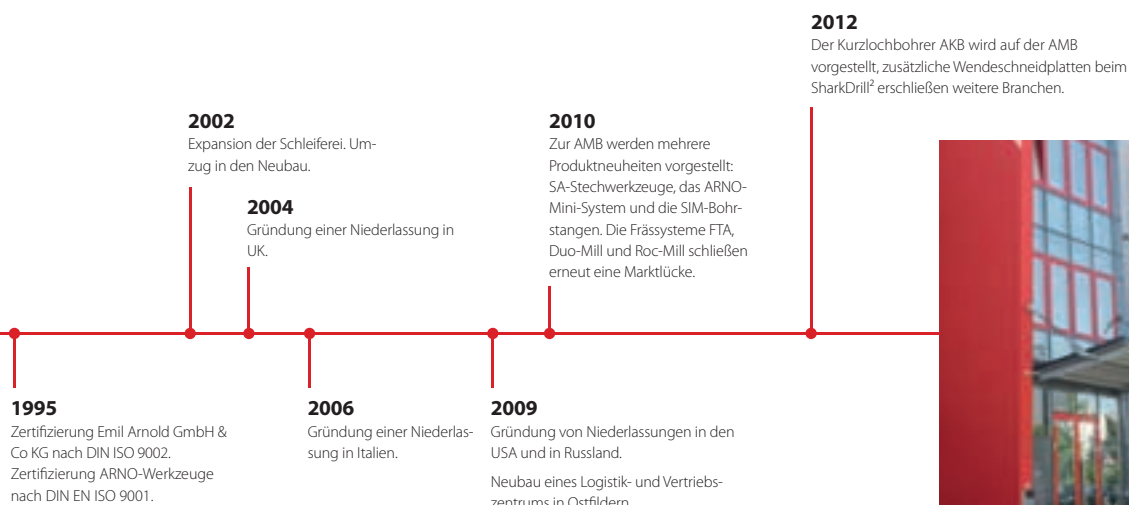 2012
Der Kurzlochbohrer AKB wird auf der AMB
vorgestellt, zusätzliche Wendeschneidplatten beim
SharkDrill² erschließen weitere Branchen.
2002
Expansion der Schleiferei. Um-
zug in den Neubau.
2010
Zur AMB werden mehrere
Produktneuheiten vorgestellt:
SA-Stechwerkzeuge, das ARNO-
Mini-System und die SIM-Bohr-
stangen. Die Frässysteme FTA,
Duo-Mill und Roc-Mill schließen
erneut eine Marktlücke.
2004
Gründung einer Niederlassung in
UK.
1995
Zertifizierung Emil Arnold GmbH &
Co KG nach DIN ISO 9002.
Zertifizierung ARNO-Werkzeuge
nach DIN EN ISO 9001.
2006
Gründung einer Niederlas-
sung in Italien.
2009
Gründung von Niederlassungen in den
USA und in Russland.
Neubau eines Logistik- und Vertriebs-
zentrums in Ostfildern